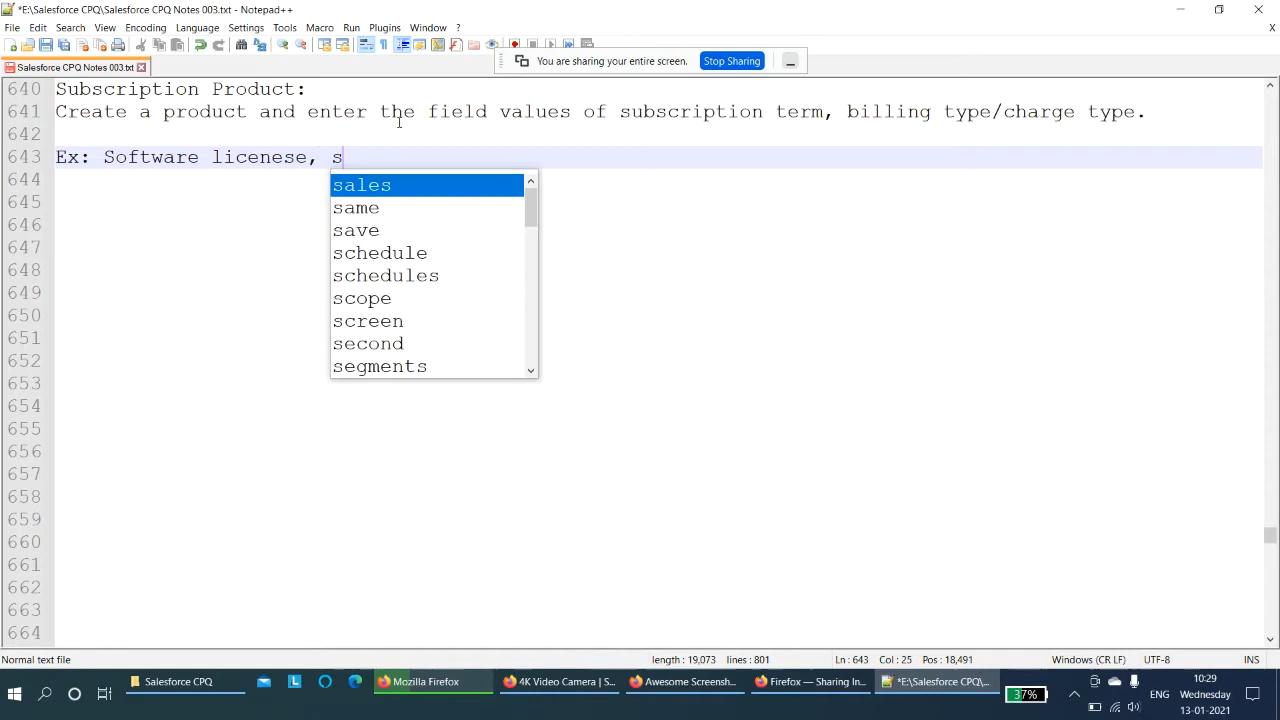 *E:\Salesforce CPQ\Salesforce CPQ Notes 003.txt - Notepad++
File Edit Search View Encoding Language Settings Tools Macro Run Plugins Window ?
X
You are sharing your entire screen. Stop Sharing
Salesforce CPQ Notes 003.txt
640 Subscription Product:
641 Create a product and enter the field values of subscription term, billing type/charge type.
642
643 Ex: Software licenese, s
sales
644
same
645
save
646
schedule
647
schedules
648
scope
649
screen
650
second
651
segments
652
653
654
655
656
657
658
659
660
661
662
663
664
Normal text file length : 19,073 lines : 801 Ln : 643 Col : 25 Pos : 18,491 Windows (CR LF) UTF-8 INS
Salesforce CPQ Mozilla Firefox 4K Video Camera | S... Awesome Screensh... Firefox — Sharing In... *E:\Salesforce CPQ\... 37% ENG
10:29
Wednesday
13-01-2021